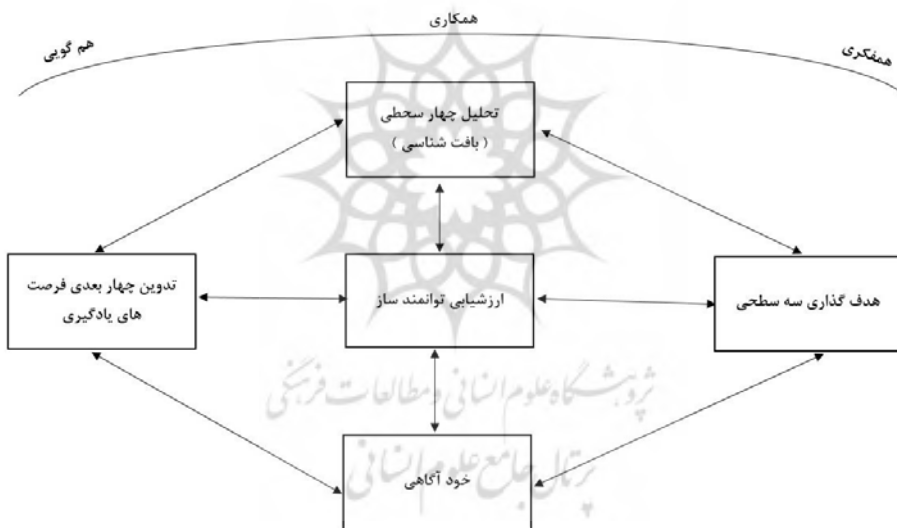 همکاری
همفکری
هم گویی
تحلیل چهار سحطی
( بافت شناسی )
هدف گذاری سه سطحی
ارزشیابی توانمند ساز
تدوین چهار بعدی فرصت
های یادگیری
پژوهشگاه علوم انسانی و مطالعات فرهنگی
خود آگاهی
پرتال جامع علوم انسانی